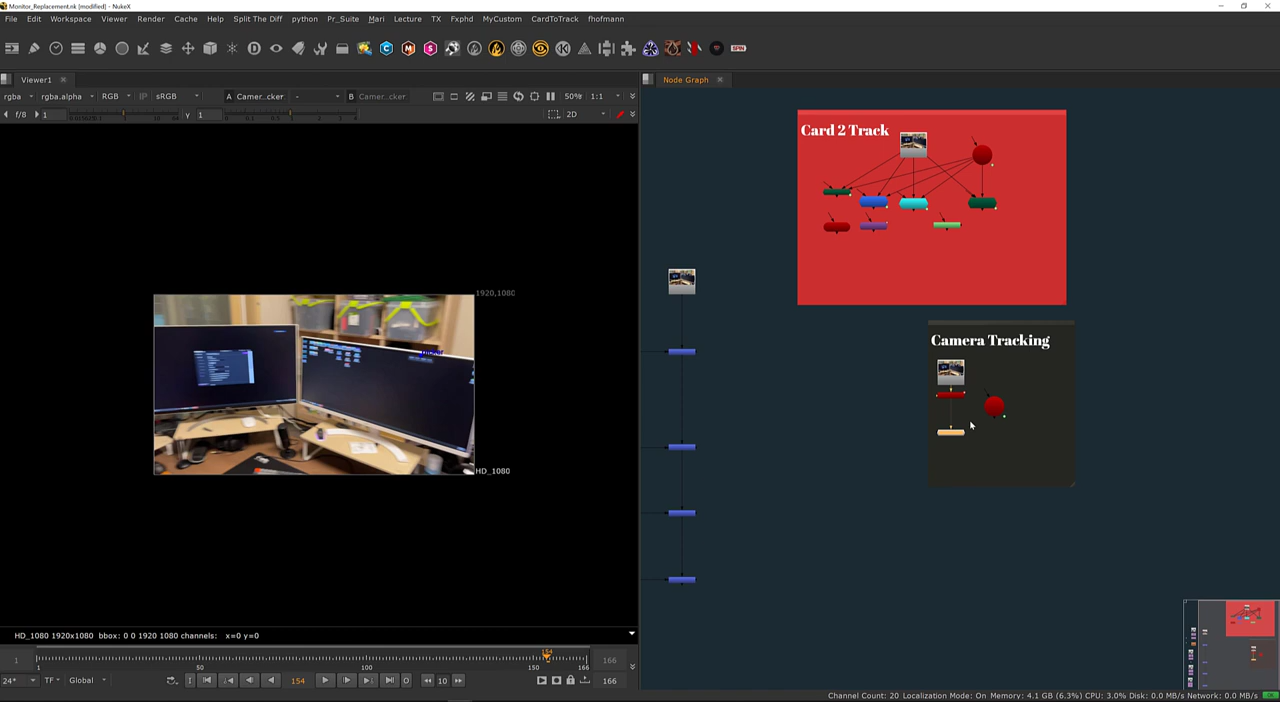 Monitor_Replacement.nk [modified] - NukeX
File Edit Workspace Viewer Render Cache Help Split The Diff python Pr_Suite Mari Lecture TX Fxphd MyCustom CardToTrack fhofmann
Viewer1
Node Graph
rgba rgba.alpha RGB IP sRGB A Camer...cker - B Camer...cker 50% 1:1
f/8 1 Y 1 2D
Card 2 Track
1920,1080
Camera Tracking
HD_1080
HD_1080 1920x1080 bbox: 0 0 1920 1080 channels: x=0 y=0
154
1 1 50 100 150 166 166
24* TF Global 154 10 166
Channel Count: 20 Localization Mode: On Memory: 4.1 GB (6.3%) CPU: 3.0% Disk: 0.0 MB/s Network: 0.0 MB/s